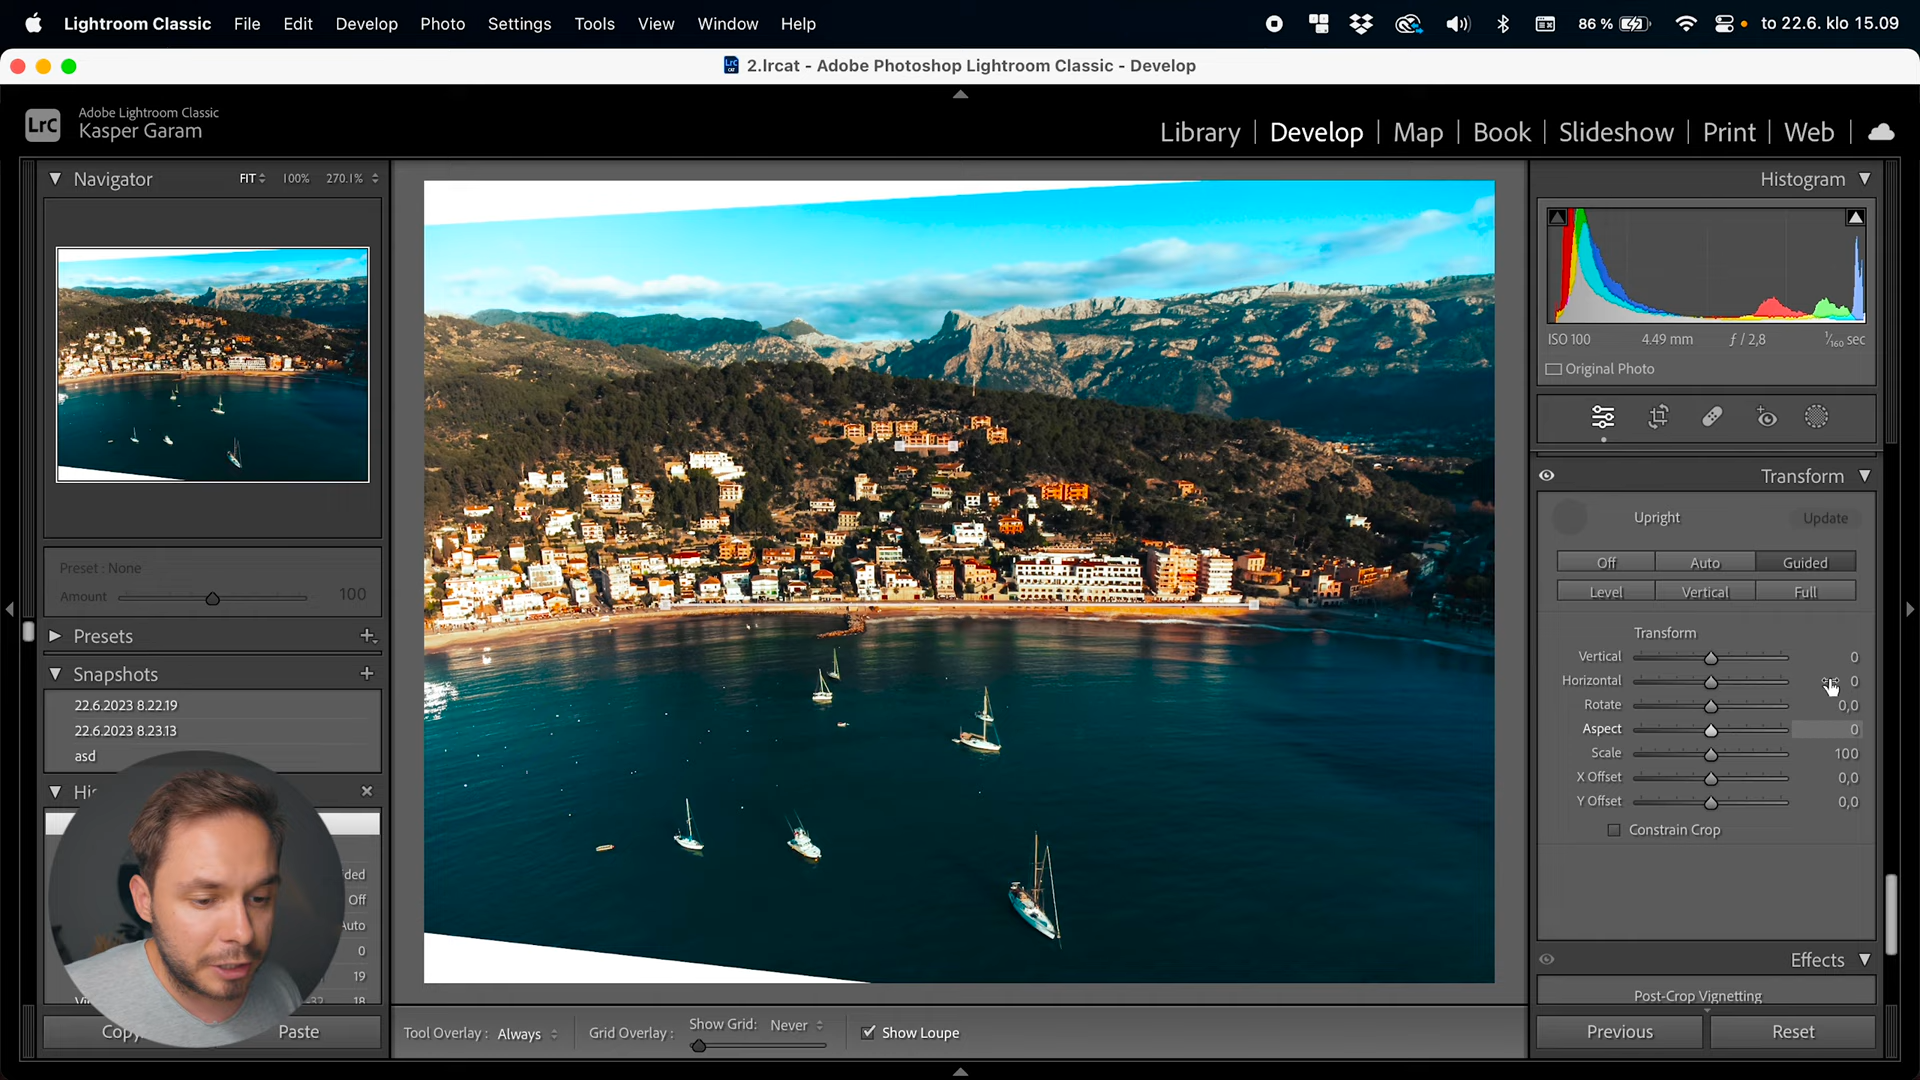 Lightroom Classic File Edit Develop Photo Settings Tools View Window Help 86 % to 22.6. klo 15.09
2.lrcat - Adobe Photoshop Lightroom Classic - Develop
LrC Adobe Lightroom Classic
Kasper Garam
Library | Develop | Map | Book | Slideshow | Print | Web
Navigator FIT 100% 270.1%
Preset : None
Amount 100
Presets
Snapshots
22.6.2023 8.22.19
22.6.2023 8.23.13
asd
Off
0
19
18
Paste
Tool Overlay : Always Grid Overlay : Show Grid: Never Show Loupe
Histogram
ISO 100 4.49 mm ƒ / 2,8 1/160 sec
Original Photo
Transform
Upright Update
Off Auto Guided
Level Vertical Full
Transform
Vertical 0
Horizontal 0
Rotate 0,0
Aspect 0
Scale 100
X Offset 0,0
Y Offset 0,0
Constrain Crop
Effects
Post-Crop Vignetting
Previous Reset